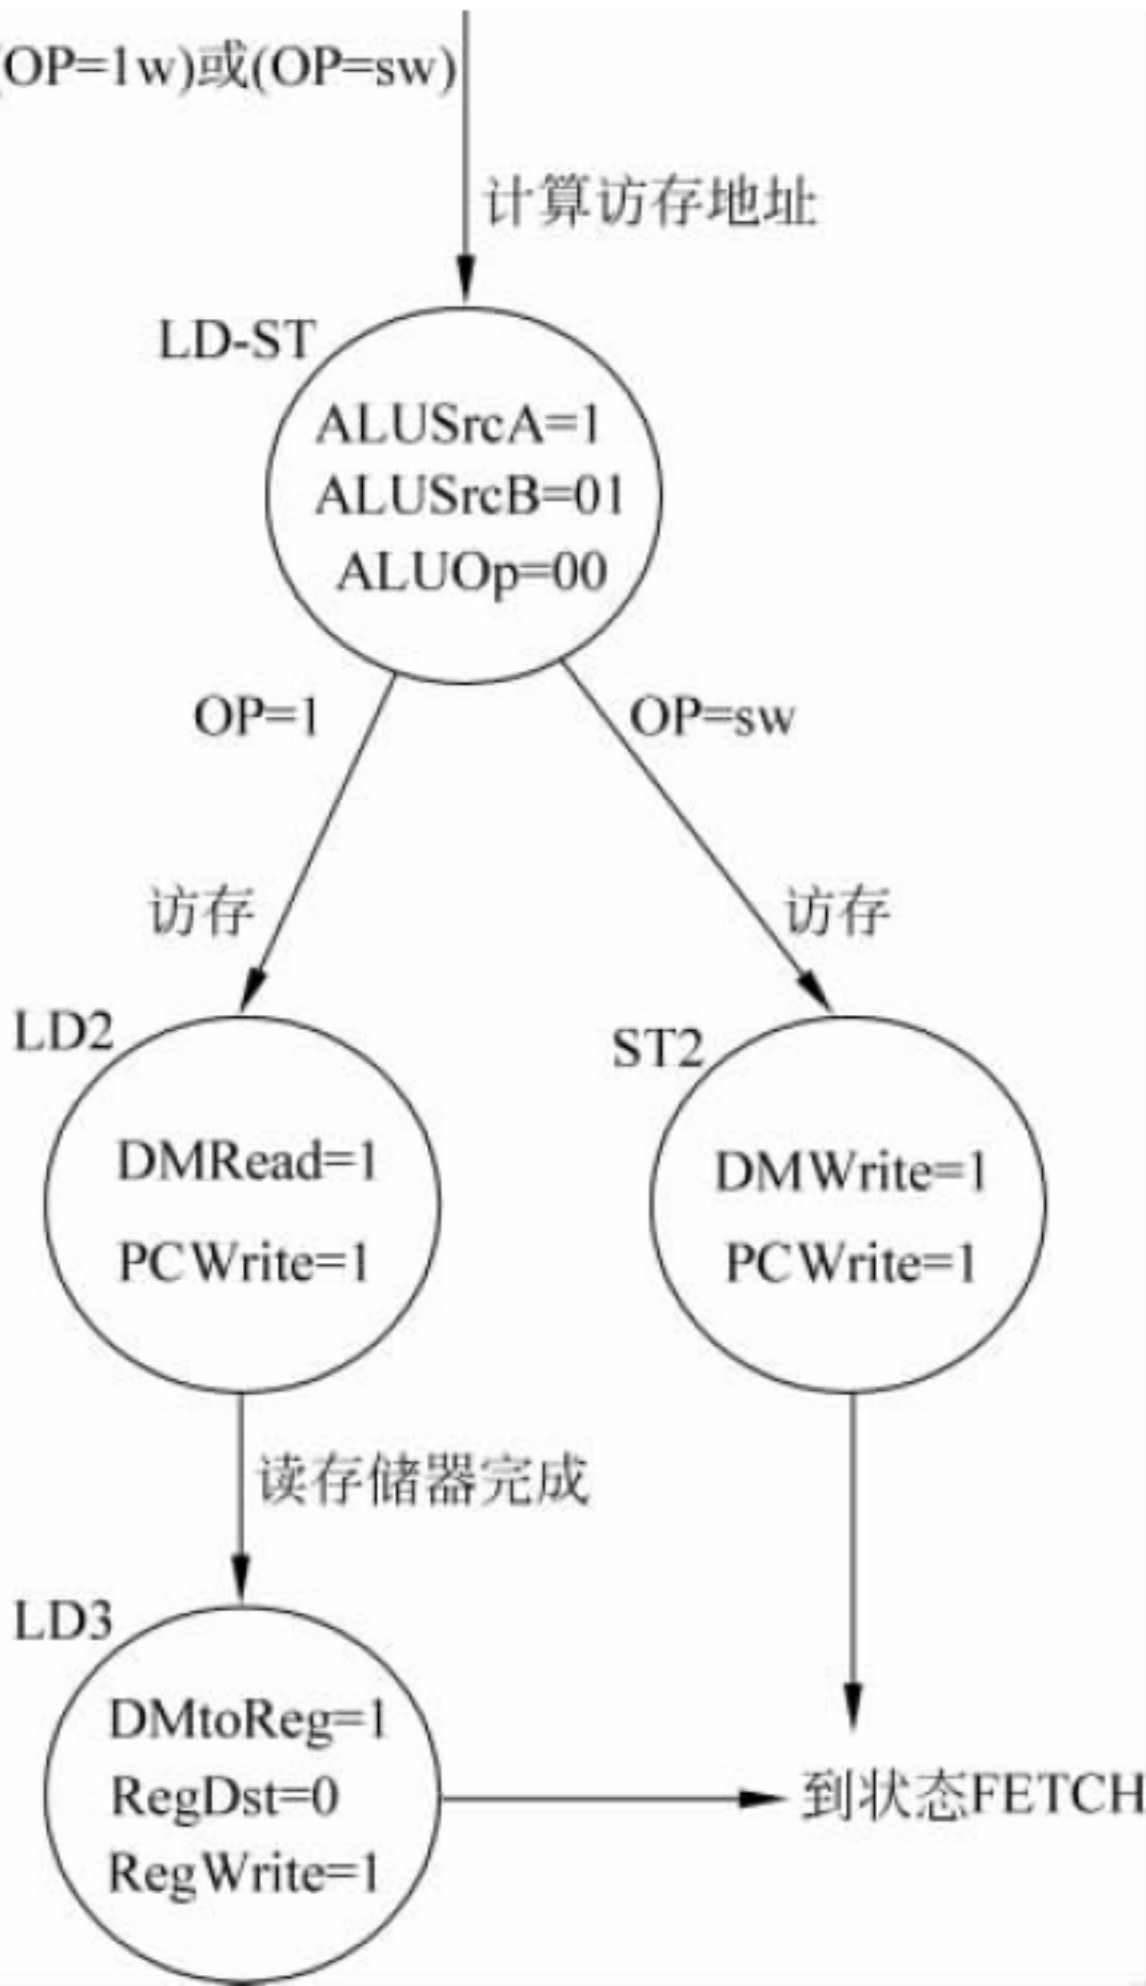 (OP=1w)或(OP=sw)
计算访存地址
LD-ST
ALUSrcA=1
ALUSrcB=01
ALUOp=00
OP=1
OP=sw
访存
访存
LD2
DMRead=1
PCWrite=1
ST2
DMWrite=1
PCWrite=1
读存储器完成
LD3
DMtoReg=1
RegDst=0
RegWrite=1
到状态FETCH